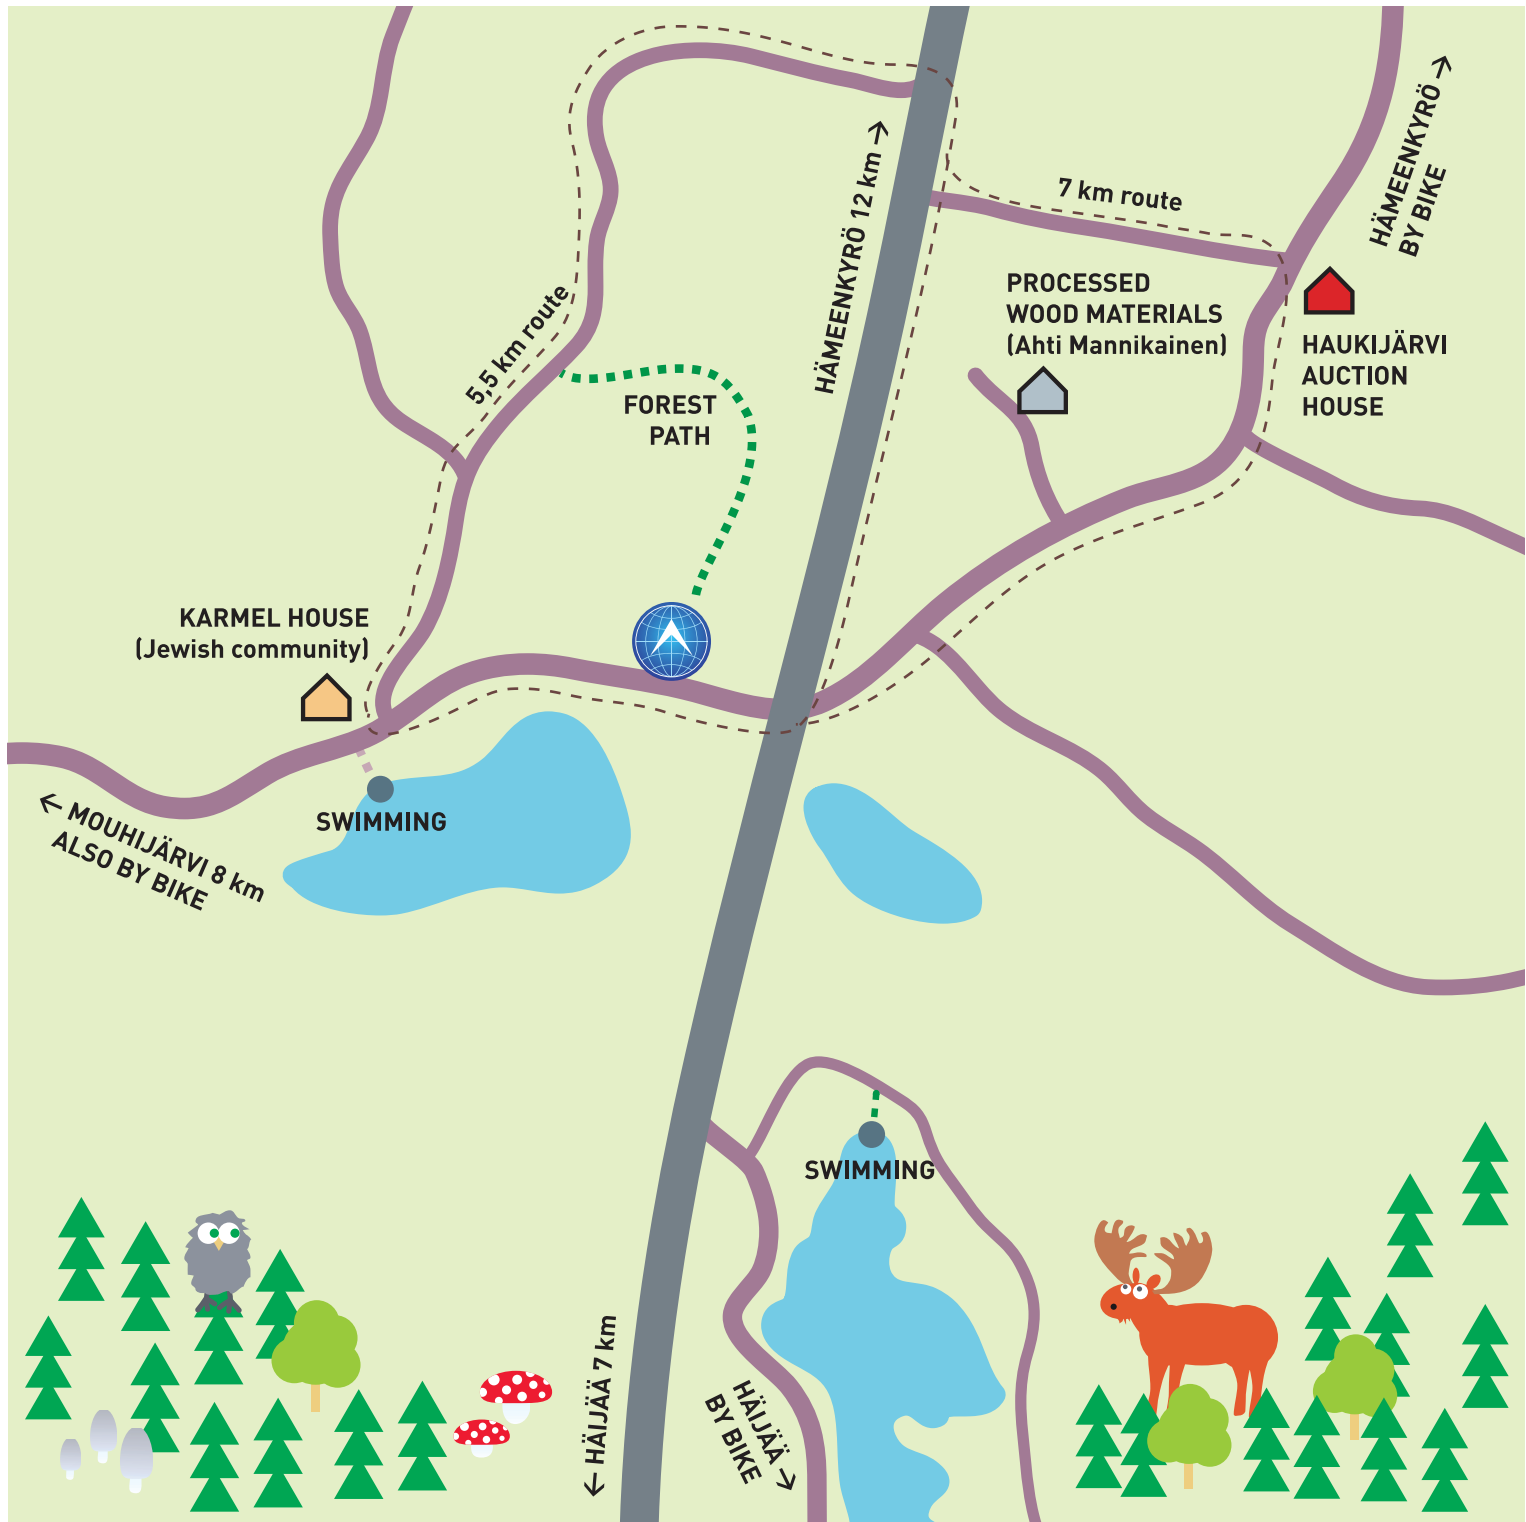 HÄMEENKYRÖ →
BY BIKE
HÄMEENKYRÖ 12 km →
7 km route
PROCESSED
WOOD MATERIALS
(Ahti Mannikainen)
HAUKIJÄRVI
AUCTION
HOUSE
5,5 km route
FOREST
PATH
KARMEL HOUSE
(Jewish community)
SWIMMING
← MOUHIJÄRVI 8 km
ALSO BY BIKE
SWIMMING
← HÄIJÄÄ 7 km
HÄIJÄÄ →
BY BIKE